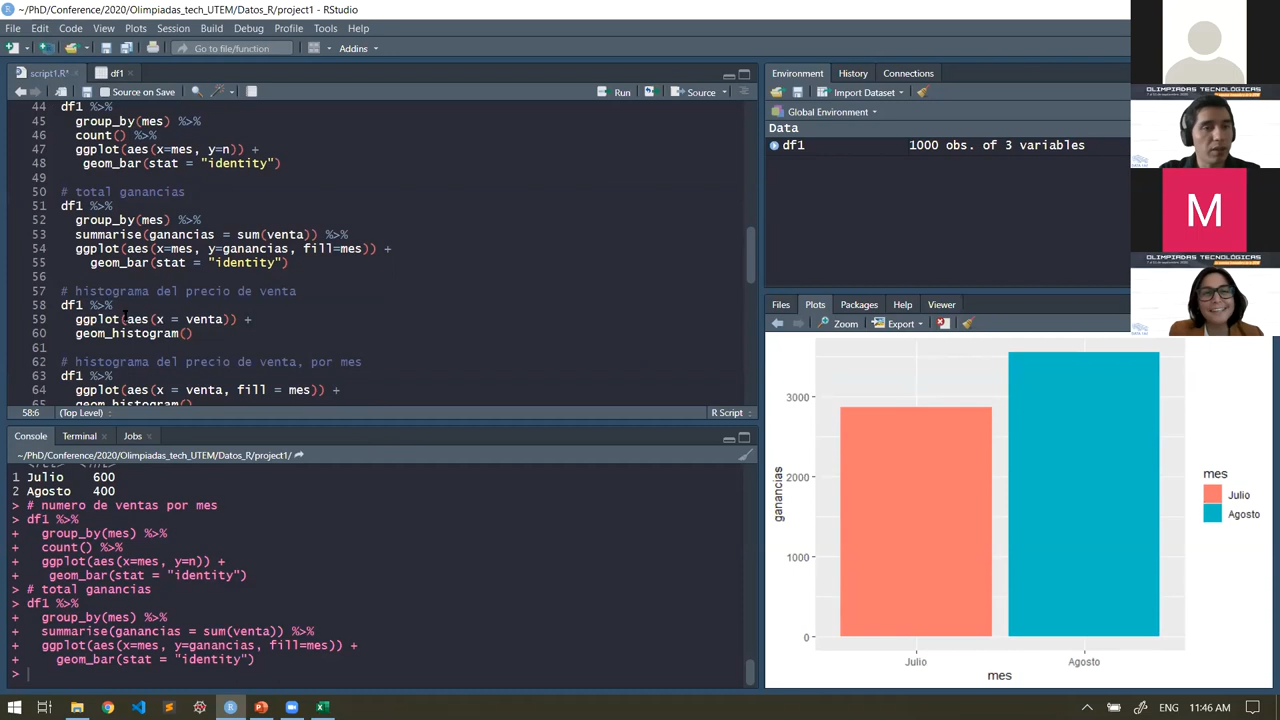 ~/PhD/Conference/2020/Olimpiadas_tech_UTEM/Datos_R/project1 - RStudio
File Edit Code View Plots Session Build Debug Profile Tools Help
Go to file/function Addins
script1.R* df1
Source on Save Run Source
44 df1 %>%
45 group_by(mes) %>%
46 count() %>%
47 ggplot(aes(x=mes, y=n)) +
48 geom_bar(stat = "identity")
49
50 # total ganancias
51 df1 %>%
52 group_by(mes) %>%
53 summarise(ganancias = sum(venta)) %>%
54 ggplot(aes(x=mes, y=ganancias, fill=mes)) +
55 geom_bar(stat = "identity")
56
57 # histograma del precio de venta
58 df1 %>%
59 ggplot(aes(x = venta)) +
60 geom_histogram()
61
62 # histograma del precio de venta, por mes
63 df1 %>%
64 ggplot(aes(x = venta, fill = mes)) +
65 geom_histogram()
58:6 (Top Level) R Script
Console Terminal Jobs
~/PhD/Conference/2020/Olimpiadas_tech_UTEM/Datos_R/project1/
1 Julio 600
2 Agosto 400
> # numero de ventas por mes
> df1 %>%
+ group_by(mes) %>%
+ count() %>%
+ ggplot(aes(x=mes, y=n)) +
+ geom_bar(stat = "identity")
> # total ganancias
> df1 %>%
+ group_by(mes) %>%
+ summarise(ganancias = sum(venta)) %>%
+ ggplot(aes(x=mes, y=ganancias, fill=mes)) +
+ geom_bar(stat = "identity")
>
Environment History Connections
Import Dataset
Global Environment
Data
df1 1000 obs. of 3 variables
Files Plots Packages Help Viewer
Zoom Export
3000
2000
1000
0
ganancias
Julio Agosto
mes
mes
Julio
Agosto
OLIMPIADAS TECNOLÓGICAS
M
OLIMPIADAS TECNOLÓGICAS
ENG 11:46 AM